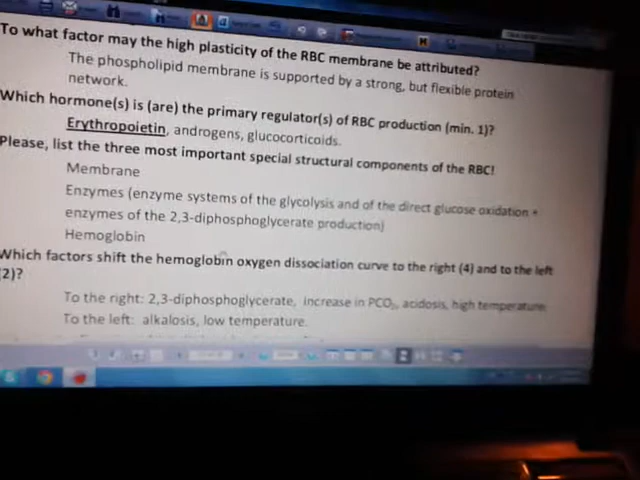 To what factor may the high plasticity of the RBC membrane be attributed?
The phospholipid membrane is supported by a strong, but flexible protein
network.
Which hormone(s) is (are) the primary regulator(s) of RBC production (min. 1)?
Erythropoietin, androgens, glucocorticoids.
Please, list the three most important special structural components of the RBC!
Membrane
Enzymes (enzyme systems of the glycolysis and of the direct glucose oxidation +
enzymes of the 2,3-diphosphoglycerate production)
Hemoglobin
Which factors shift the hemoglobin oxygen dissociation curve to the right (4) and to the left
(2)?
To the right: 2,3-diphosphoglycerate, increase in PCO₂, acidosis, high temperature.
To the left: alkalosis, low temperature.